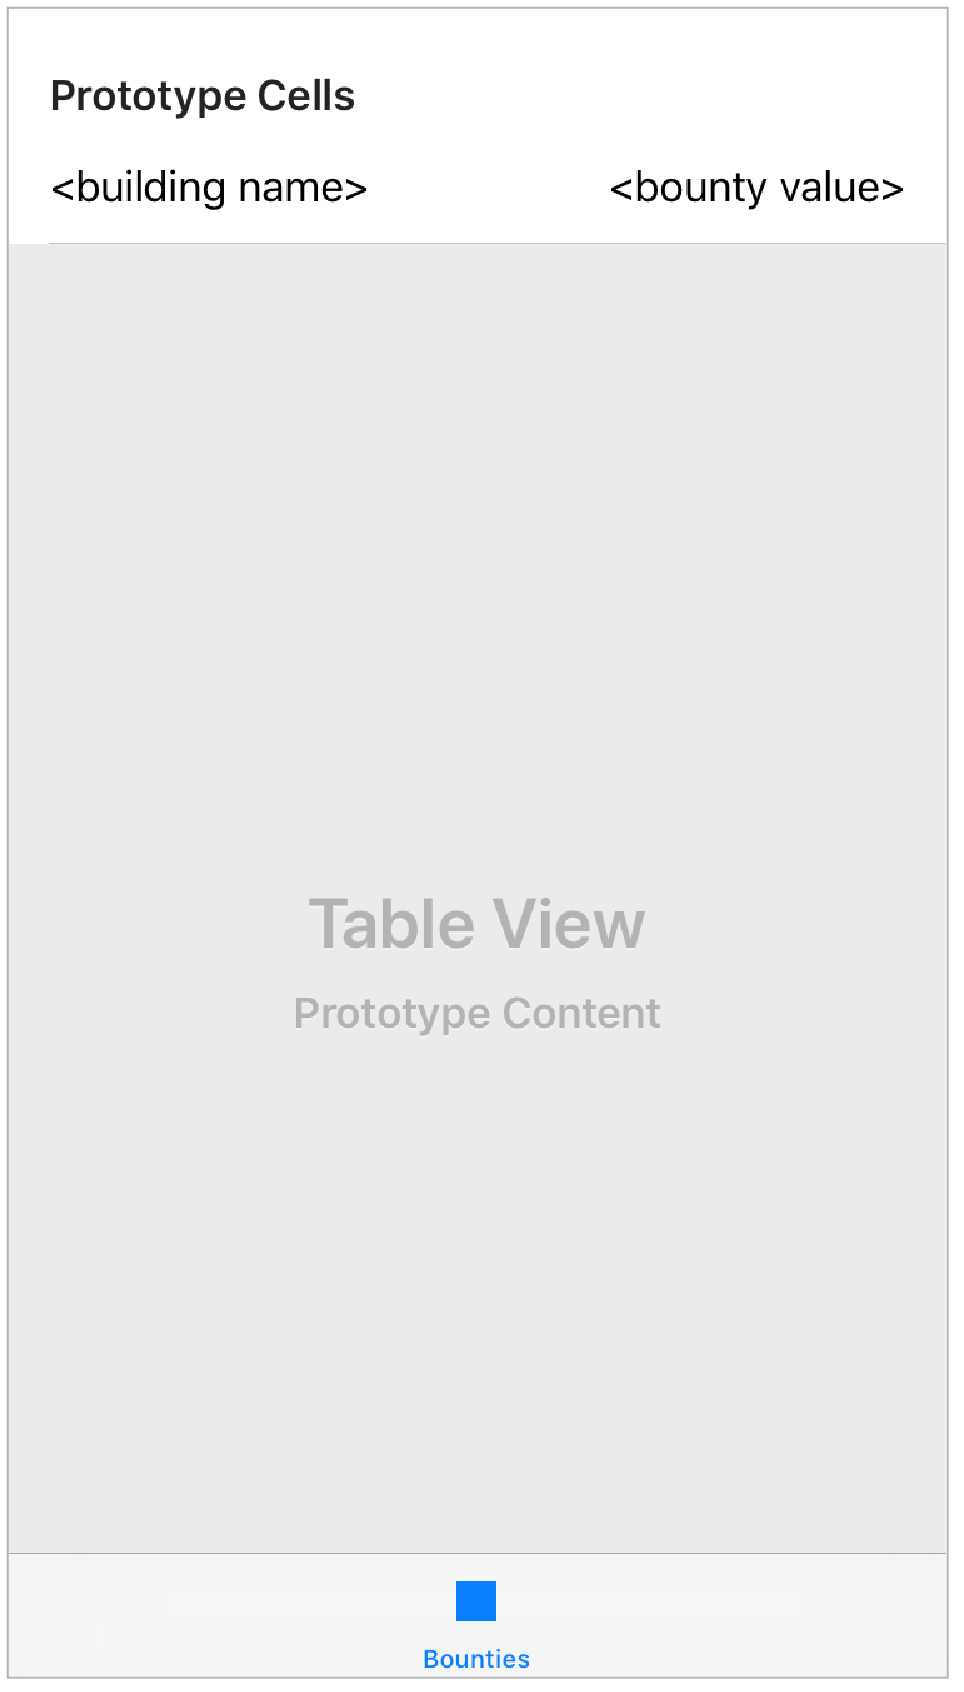 Prototype Cells
<building name> <bounty value>
Table View
Prototype Content
Bounties